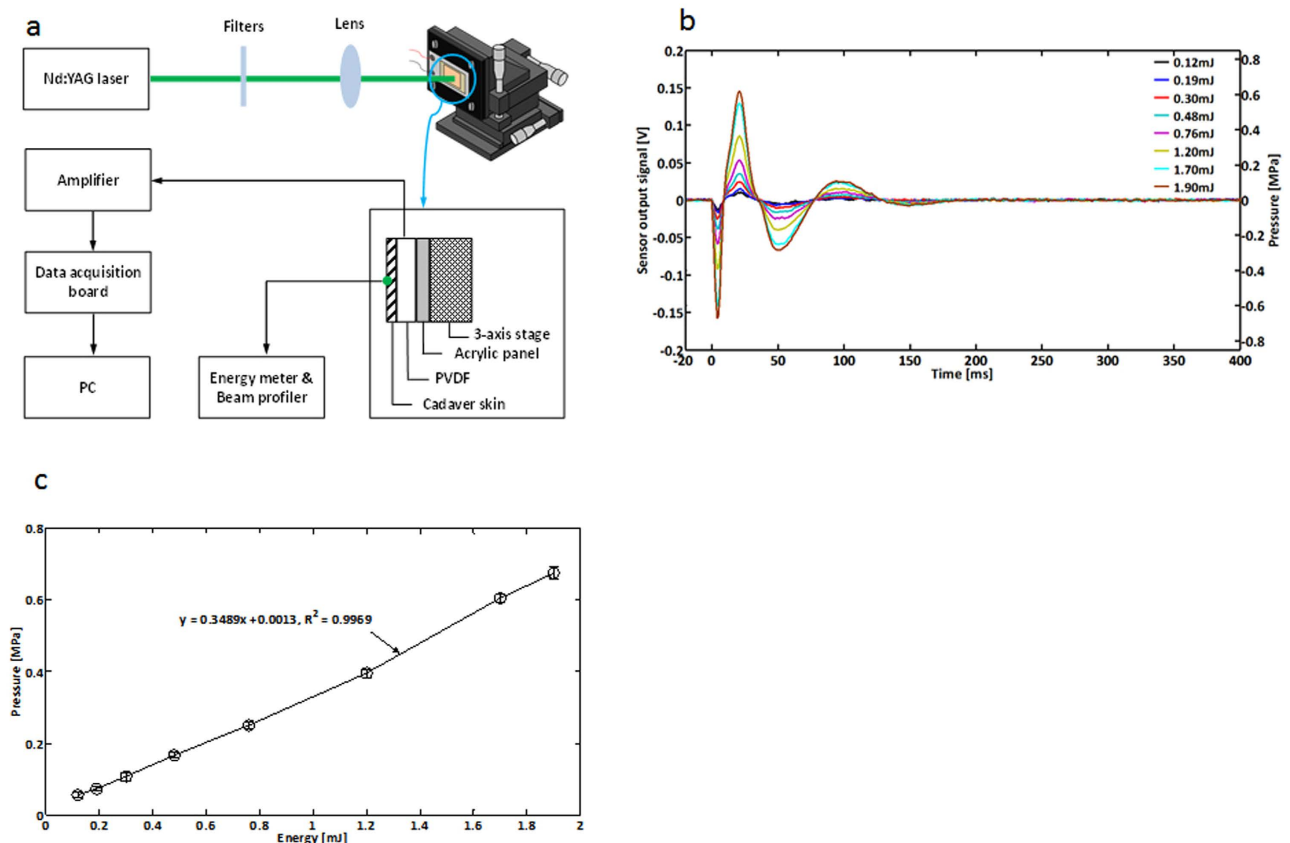 a
Filters
Lens
Nd:YAG laser
Amplifier
Data acquisition
board
PC
Energy meter &
Beam profiler
3-axis stage
Acrylic panel
PVDF
Cadaver skin
b
Sensor output signal [V]
0.2
0.15
0.1
0.05
0
-0.05
-0.1
-0.15
-0.2
-20 0 50 100 150 200 250 300 350 400
Time [ms]
0.12mJ
0.19mJ
0.30mJ
0.48mJ
0.76mJ
1.20mJ
1.70mJ
1.90mJ
0.8
0.6
0.4
0.2
0
-0.2
-0.4
-0.6
-0.8
Pressure [MPa]
c
Pressure [MPa]
0.8
0.6
0.4
0.2
0
y = 0.3489x +0.0013, R² = 0.9969
0 0.2 0.4 0.6 0.8 1 1.2 1.4 1.6 1.8 2
Energy [mJ]